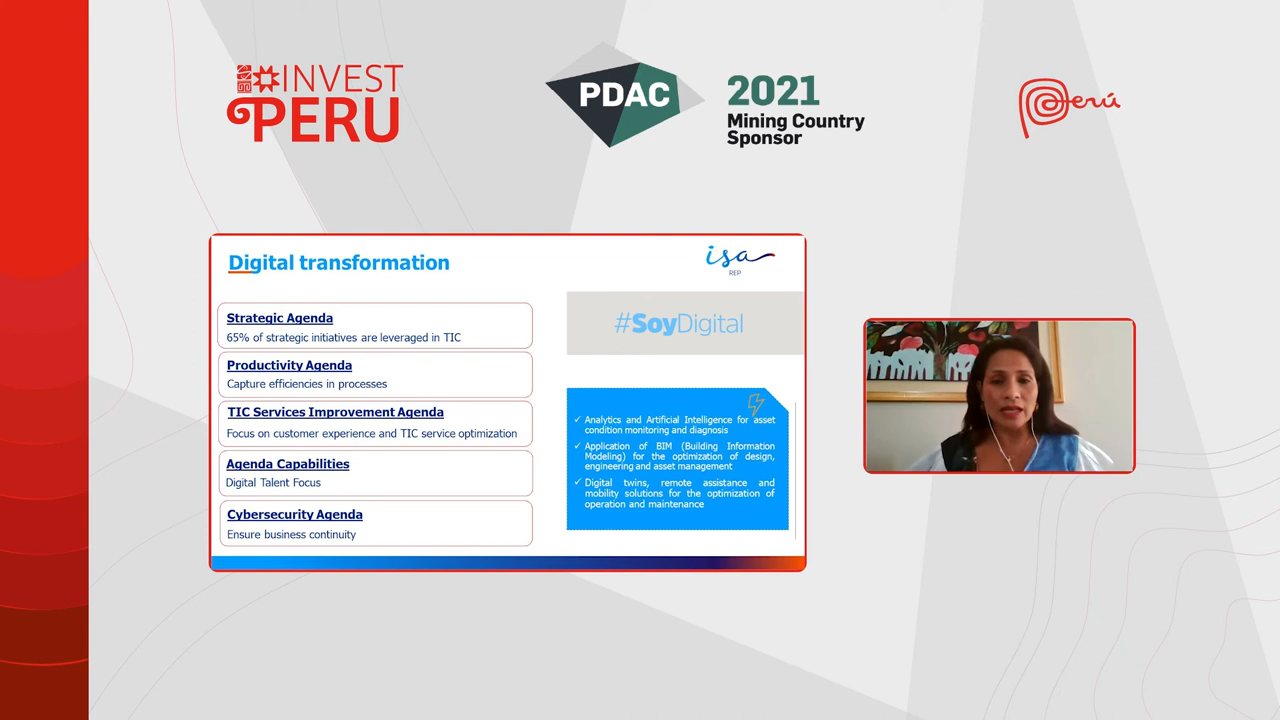 INVEST
PERU
PDAC
2021
Mining Country
Sponsor
Perú
Digital transformation
isa
REP
Strategic Agenda
65% of strategic initiatives are leveraged in TIC
Productivity Agenda
Capture efficiencies in processes
TIC Services Improvement Agenda
Focus on customer experience and TIC service optimization
Agenda Capabilities
Digital Talent Focus
Cybersecurity Agenda
Ensure business continuity
#SoyDigital
✓ Analytics and Artificial Intelligence for asset
condition monitoring and diagnosis
✓ Application of BIM (Building Information
Modeling) for the optimization of design,
engineering and asset management
✓ Digital twins, remote assistance and
mobility solutions for the optimization of
operation and maintenance